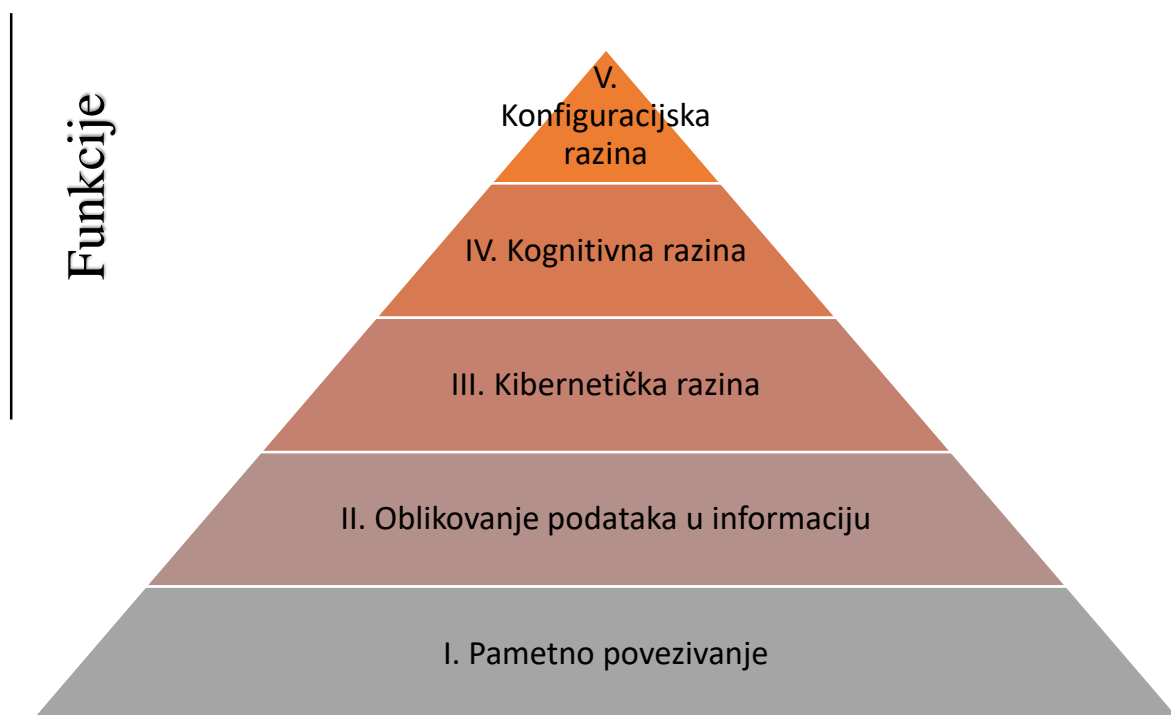 Funkcije
V.
Konfiguracijska
razina
IV. Kognitivna razina
III. Kibernetička razina
II. Oblikovanje podataka u informaciju
I. Pametno povezivanje